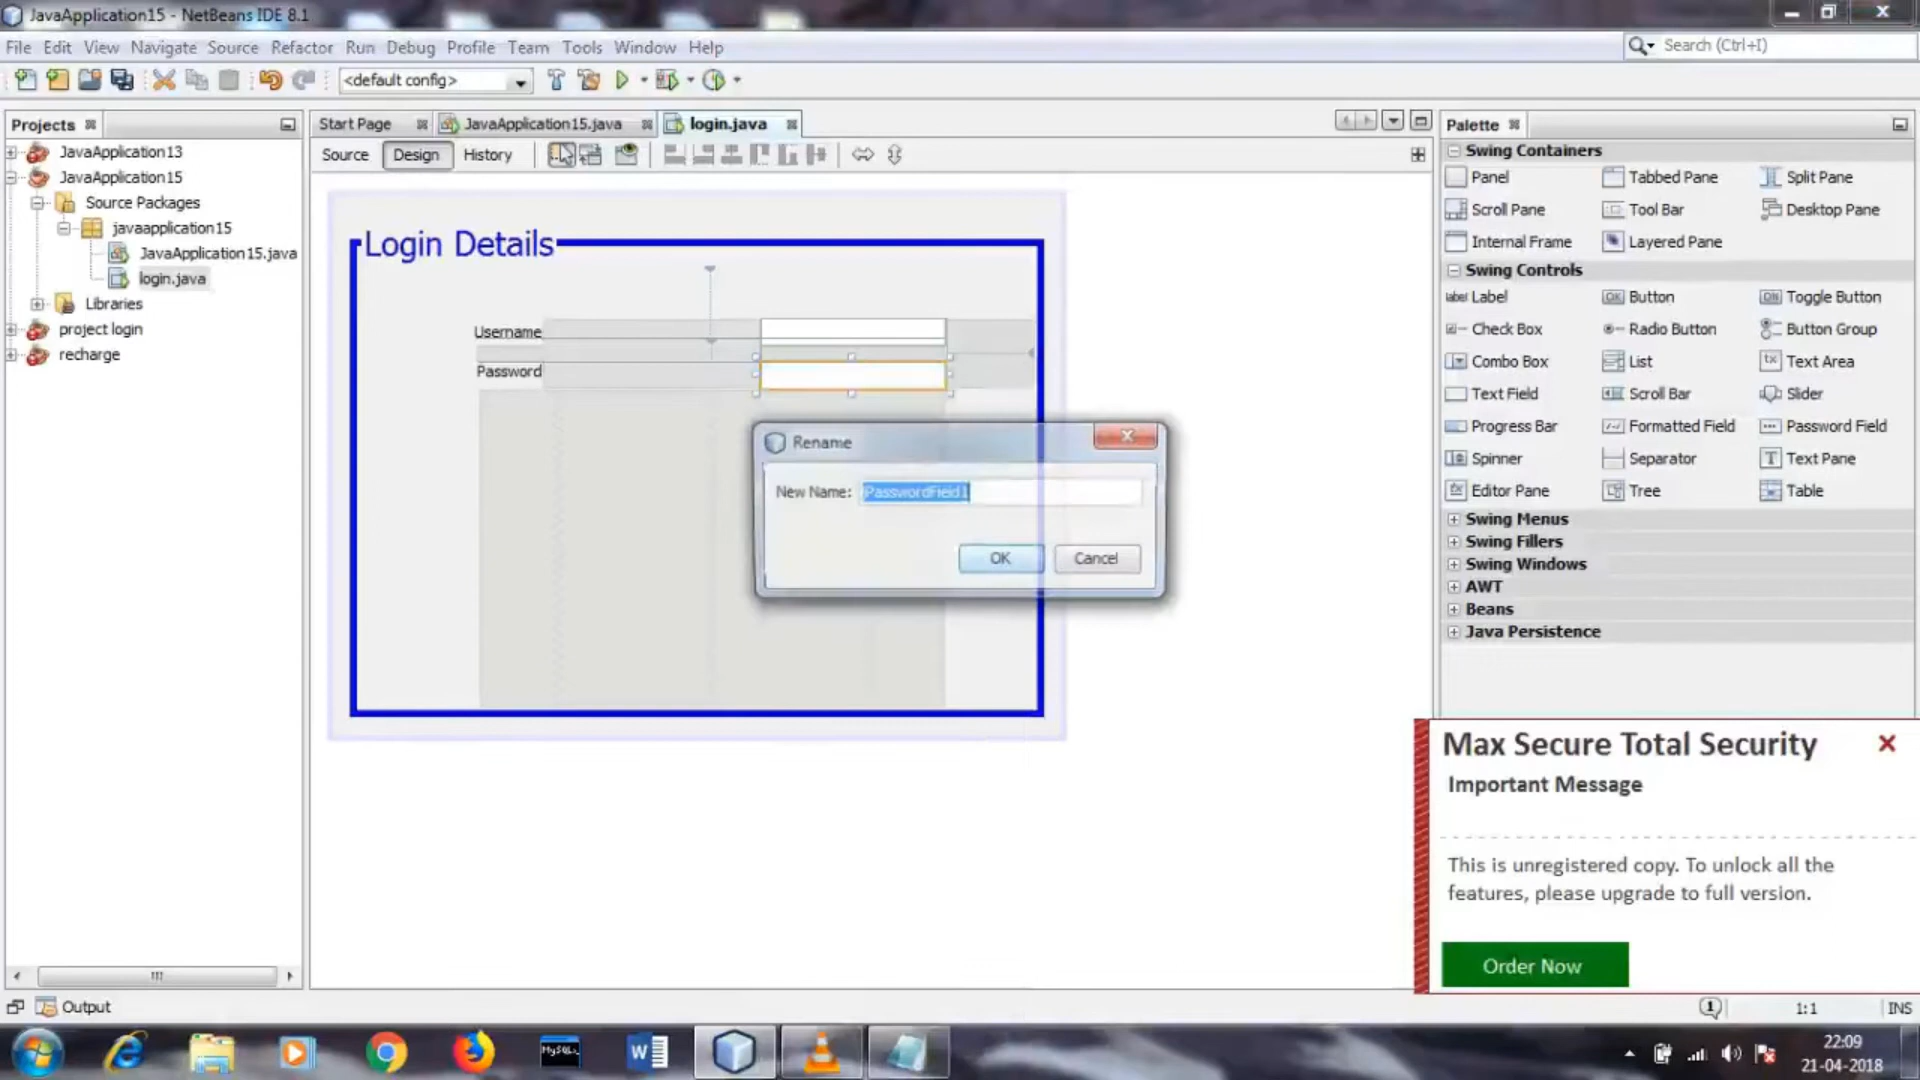 JavaApplication15 - NetBeans IDE 8.1
File Edit View Navigate Source Refactor Run Debug Profile Team Tools Window Help
Search (Ctrl+I)
<default config>
Projects
JavaApplication13
JavaApplication15
Source Packages
javaapplication15
JavaApplication15.java
login.java
Libraries
project login
recharge
Start Page JavaApplication15.java login.java
Source Design History
Login Details
Username
Password
Rename
New Name: jPasswordField1
OK Cancel
Palette
Swing Containers
Panel Tabbed Pane Split Pane
Scroll Pane Tool Bar Desktop Pane
Internal Frame Layered Pane
Swing Controls
label Label OK Button ON Toggle Button
Check Box Radio Button Button Group
Combo Box List Text Area
Text Field Scroll Bar Slider
Progress Bar Formatted Field Password Field
Spinner Separator Text Pane
Editor Pane Tree Table
Swing Menus
Swing Fillers
Swing Windows
AWT
Beans
Java Persistence
Max Secure Total Security
Important Message
This is unregistered copy. To unlock all the
features, please upgrade to full version.
Order Now
Output
1:1 INS
MySQL
22:09
21-04-2018